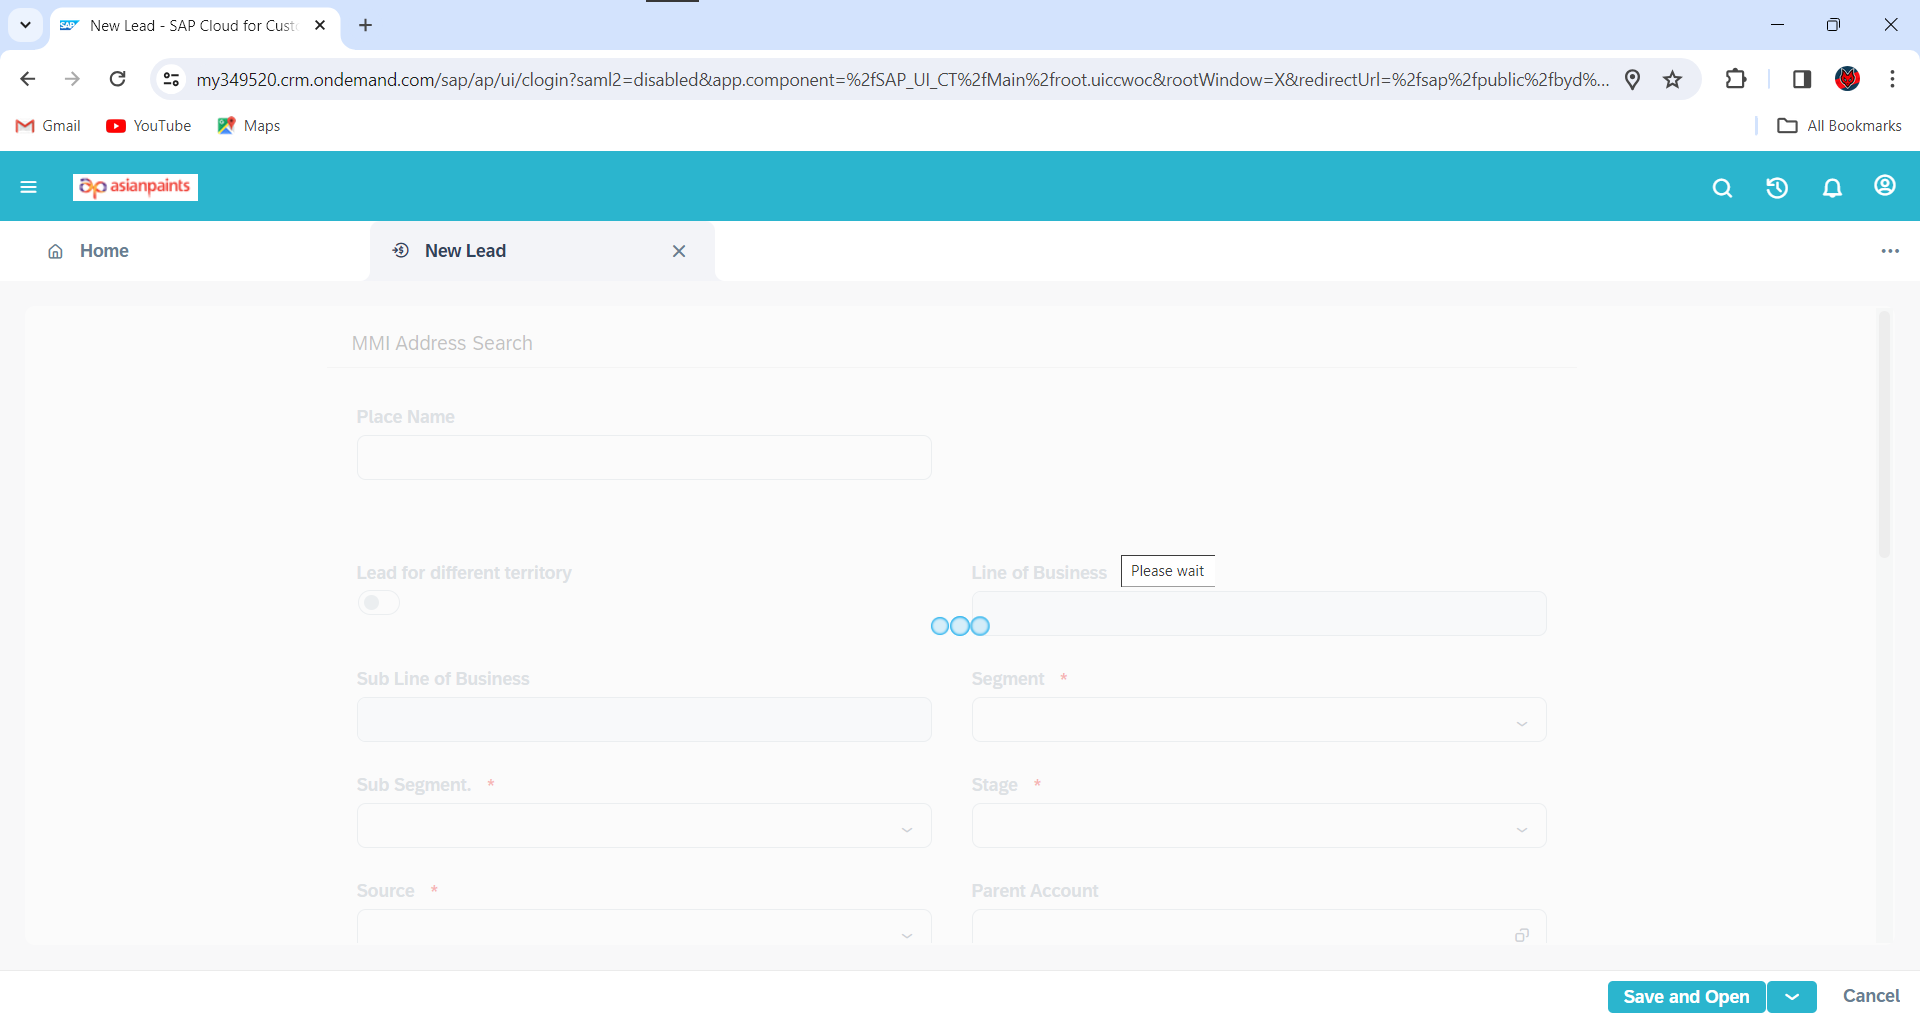 SAP New Lead - SAP Cloud for Cust
my349520.crm.ondemand.com/sap/ap/ui/clogin?saml2=disabled&app.component=%2fSAP_UI_CT%2fMain%2froot.uiccwoc&rootWindow=X&redirectUrl=%2fsap%2fpublic%2fbyd%...
Gmail YouTube Maps All Bookmarks
asianpaints
Home New Lead
MMI Address Search
Place Name
Lead for different territory Line of Business Please wait
Sub Line of Business Segment *
Sub Segment. * Stage *
Source * Parent Account
Save and Open Cancel